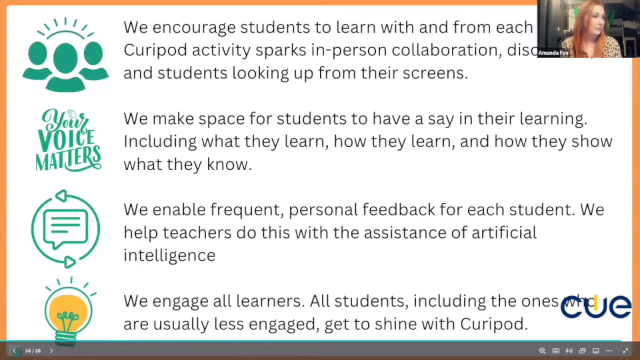 We encourage students to learn with and from each
Curipod activity sparks in-person collaboration, disc
and students looking up from their screens.
Amanda Fox
Your
VOICE
MATTERS
We make space for students to have a say in their learning.
Including what they learn, how they learn, and how they show
what they know.
We enable frequent, personal feedback for each student. We
help teachers do this with the assistance of artificial
intelligence
We engage all learners. All students, including the ones who
are usually less engaged, get to shine with Curipod.
cue